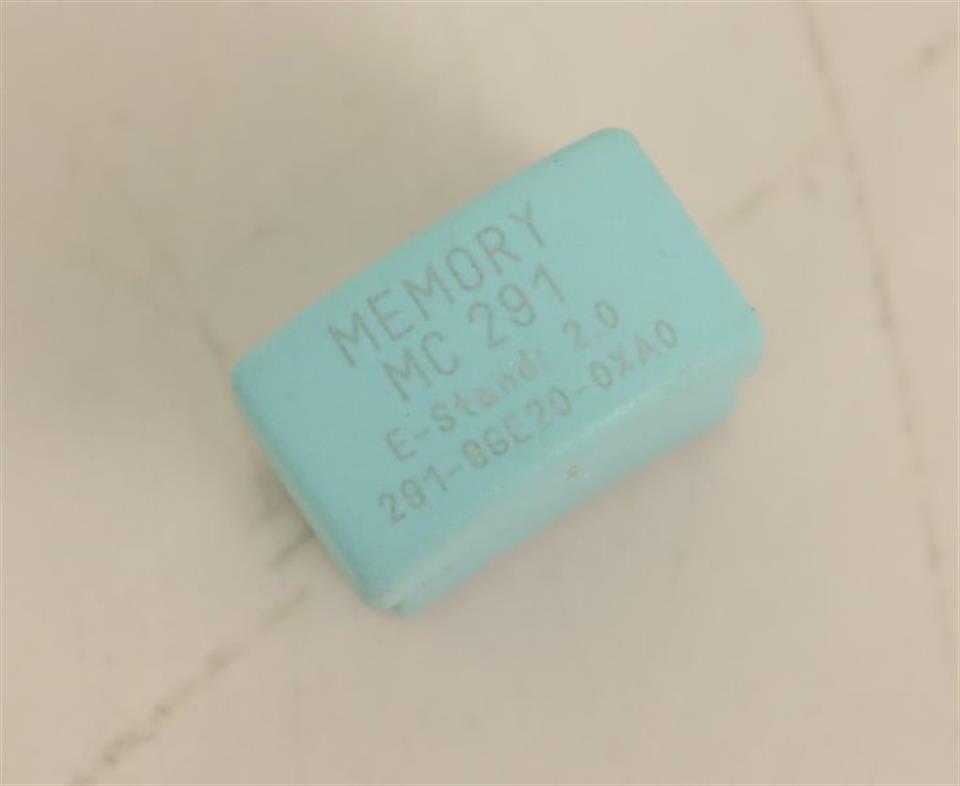 MEMORY
MC 291
E-Stand: 2.0
291-8GE20-0XA0